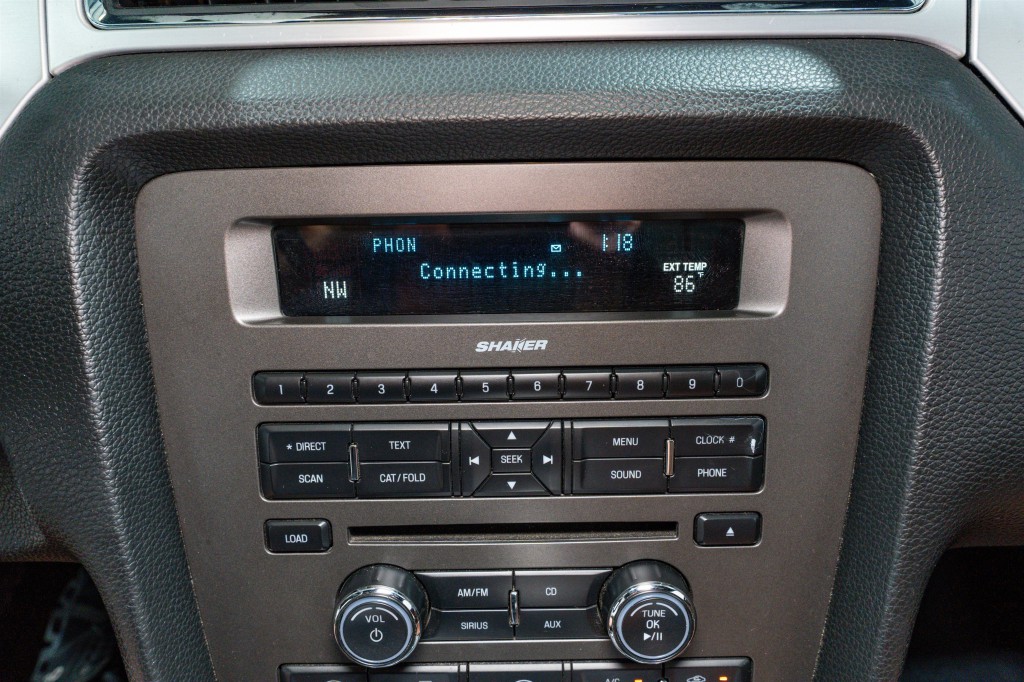 PHON 1:18
Connecting...
NW
EXT TEMP
86 °F
SHAKER
1 2 3 4 5 6 7 8 9 0
* DIRECT TEXT SEEK MENU CLOCK #
SCAN CAT/FOLD SOUND PHONE
LOAD
AM/FM CD
SIRIUS AUX
VOL
TUNE
OK
A/C